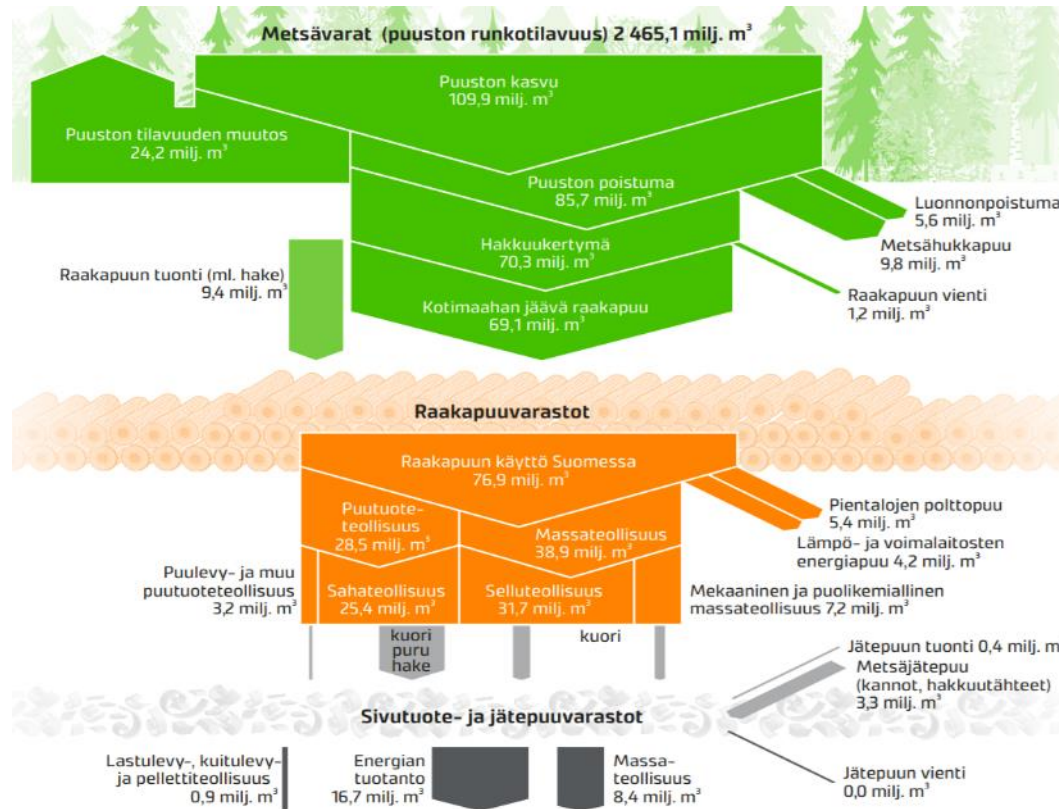 Metsävarat (puuston runkotilavuus) 2 465,1 milj. m³
Puuston kasvu
109,9 milj. m³
Puuston tilavuuden muutos
24,2 milj. m³
Puuston poistuma
85,7 milj. m³
Luonnonpoistuma
5,6 milj. m³
Metsähukkapuu
9,8 milj. m³
Hakkuukertymä
70,3 milj. m³
Raakapuun tuonti (ml. hake)
9,4 milj. m³
Raakapuun vienti
1,2 milj. m³
Kotimaahan jäävä raakapuu
69,1 milj. m³
Raakapuuvarastot
Raakapuun käyttö Suomessa
76,9 milj. m³
Pientalojen polttopuu
5,4 milj. m³
Lämpö- ja voimalaitosten
energiapuu 4,2 milj. m³
Puutuote-
teollisuus
28,5 milj. m³
Massateollisuus
38,9 milj. m³
Puulevy- ja muu
puutuoteteollisuus
3,2 milj. m³
Sahateollisuus
25,4 milj. m³
Selluteollisuus
31,7 milj. m³
Mekaaninen ja puolikemiallinen
massateollisuus 7,2 milj. m³
kuori
puru
hake
kuori
Jätepuun tuonti 0,4 milj. m
Metsäjätepuu
(kannot, hakkuutähteet)
3,3 milj. m³
Sivutuote- ja jätepuuvarastot
Lastulevy-, kuitulevy-
ja pellettiteollisuus
0,9 milj. m³
Energian
tuotanto
16,7 milj. m³
Massa-
teollisuus
8,4 milj. m³
Jätepuun vienti
0,0 milj. m³